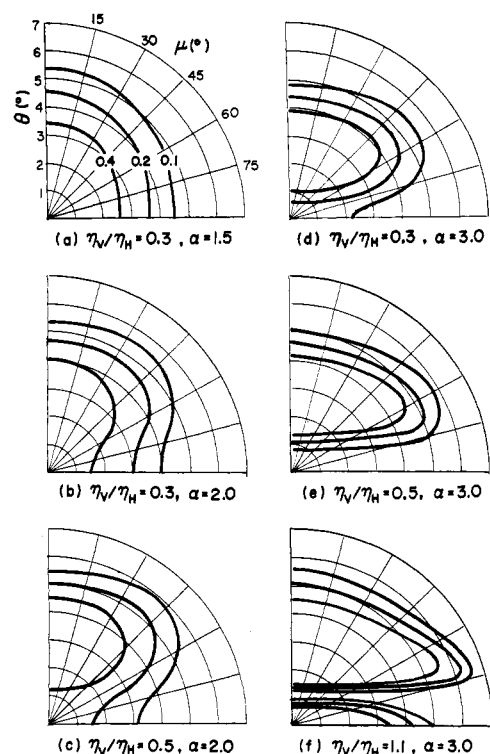 7
6
5
4
3
2
1
θ(°)
15
30
μ(°)
45
60
75
0.4
0.2
0.1
(a) ηV/ηH=0.3 , α=1.5
(d) ηV/ηH=0.3, α=3.0
(b) ηV/ηH=0.3, α=2.0
(e) ηV/ηH=0.5, α=3.0
(c) ηV/ηH=0.5, α=2.0
(f) ηV/ηH=1.1, α=3.0